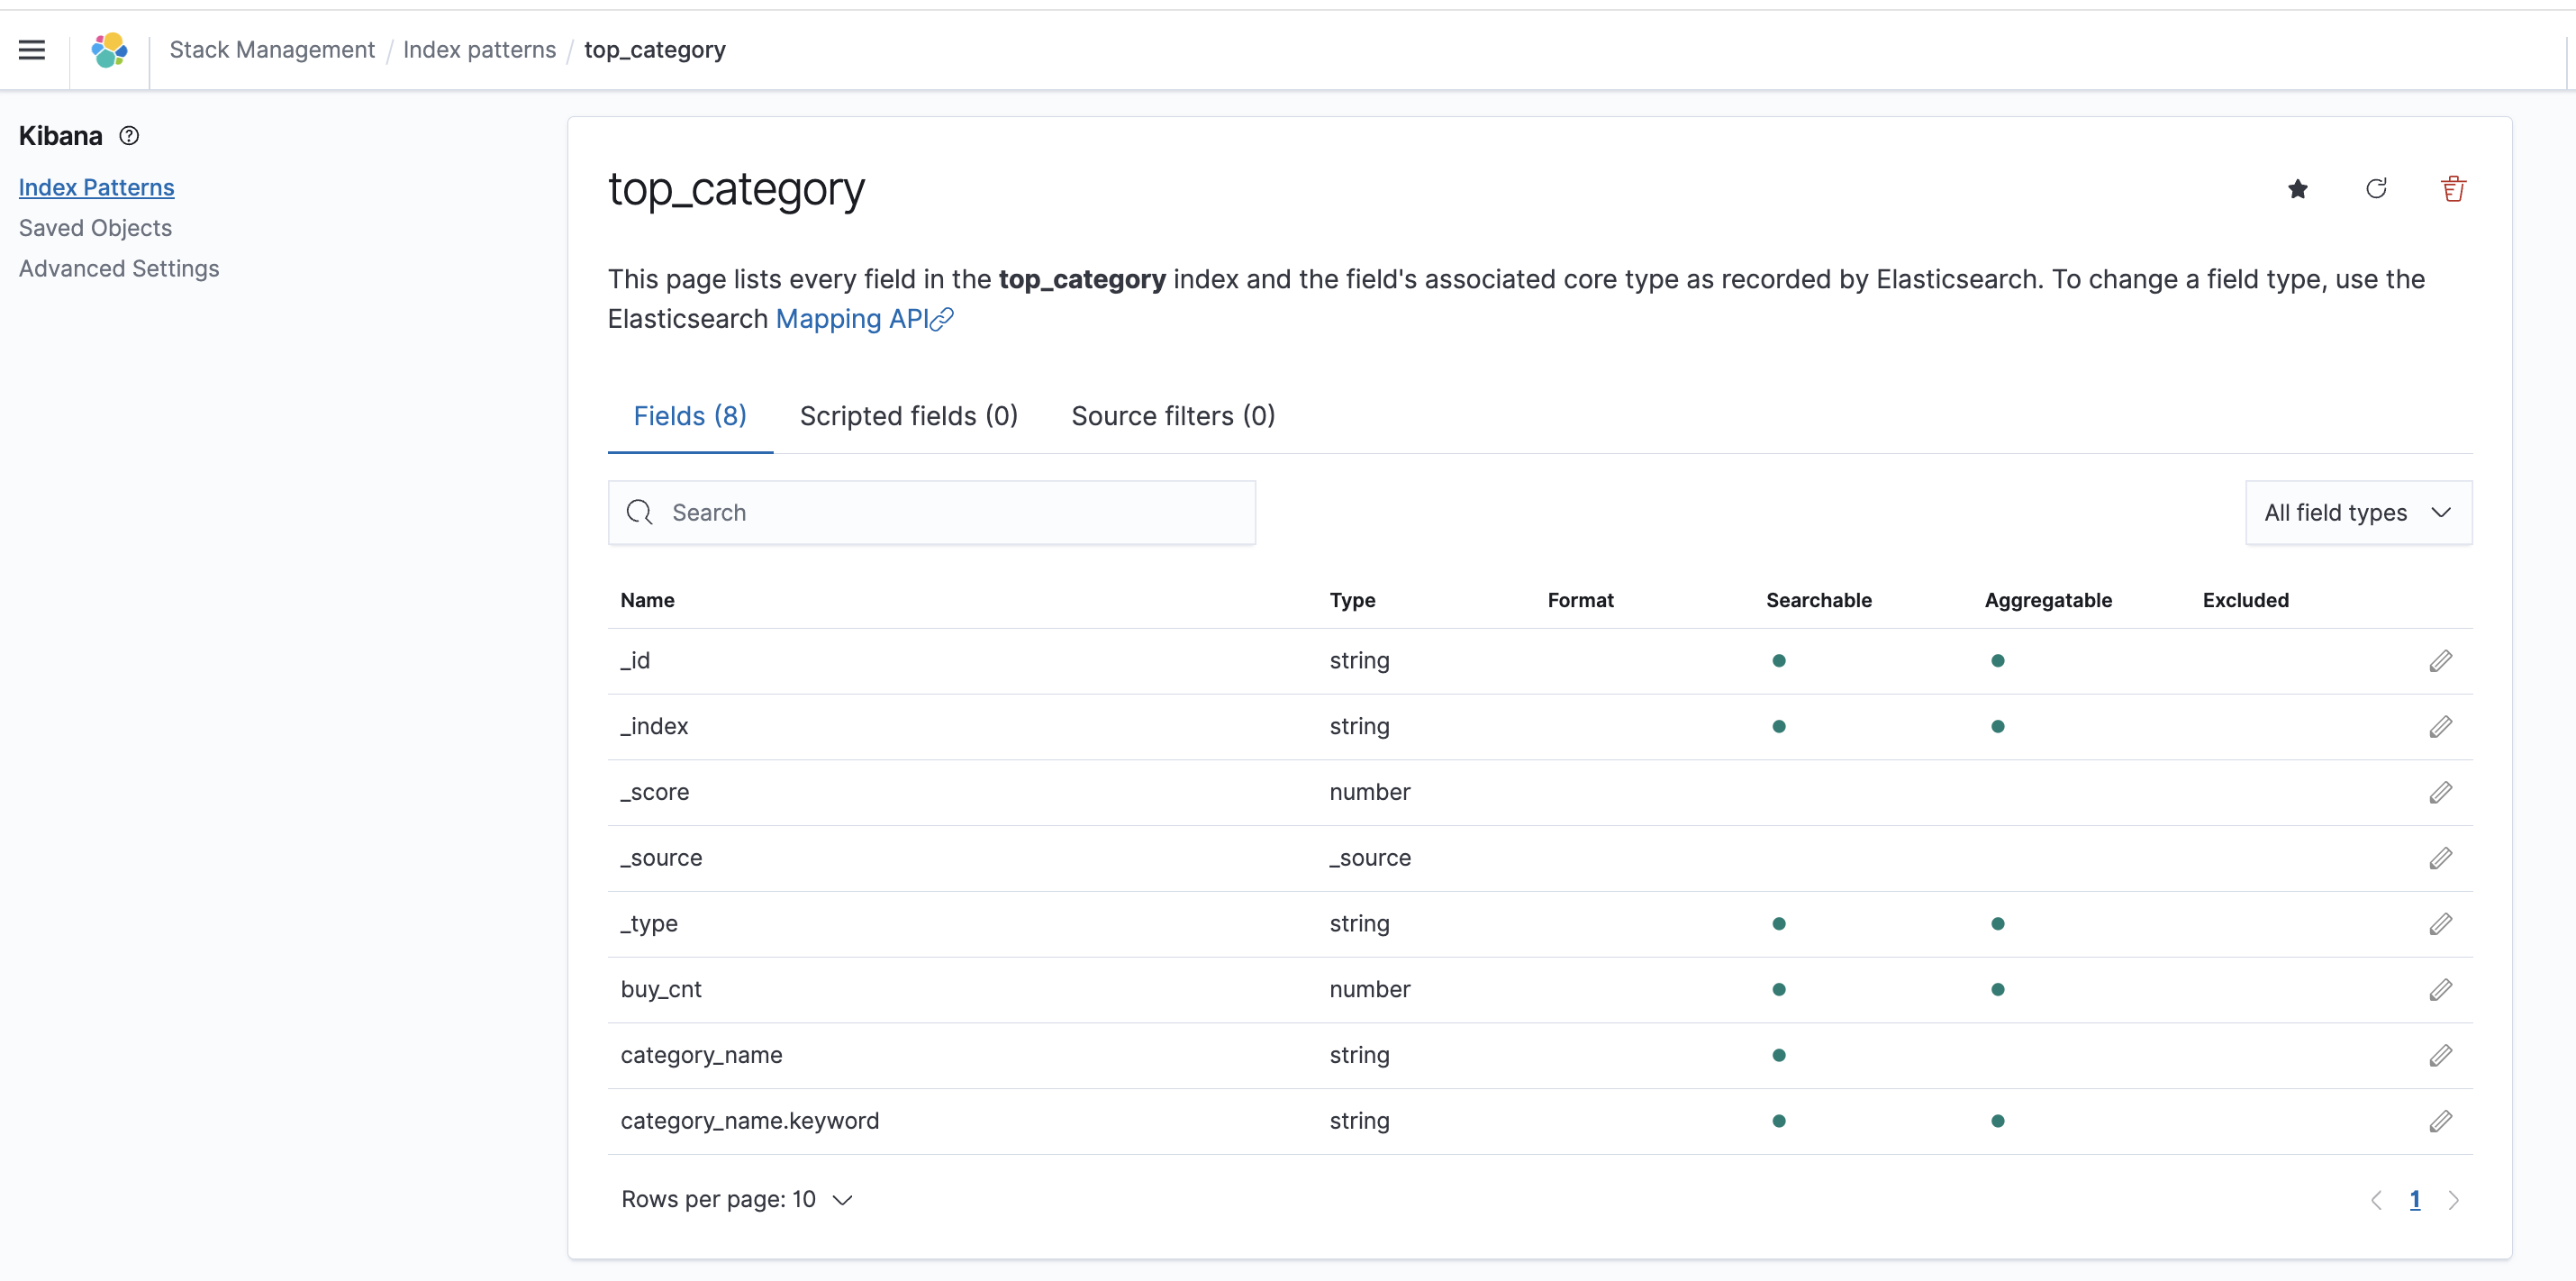 Stack Management / Index patterns / top_category
Kibana
Index Patterns
Saved Objects
Advanced Settings
top_category
This page lists every field in the top_category index and the field's associated core type as recorded by Elasticsearch. To change a field type, use the
Elasticsearch Mapping API
Fields (8) Scripted fields (0) Source filters (0)
Search All field types
Name Type Format Searchable Aggregatable Excluded
_id string
_index string
_score number
_source _source
_type string
buy_cnt number
category_name string
category_name.keyword string
Rows per page: 10 1